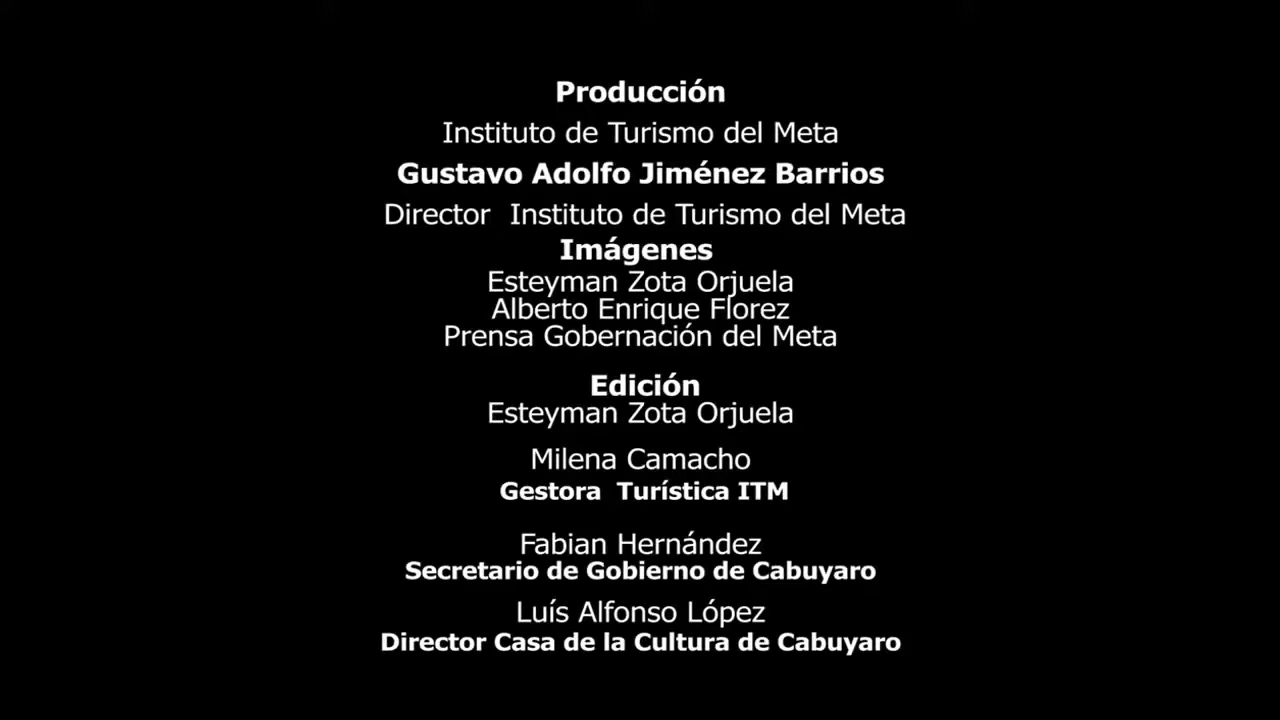 Producción
Instituto de Turismo del Meta
Gustavo Adolfo Jiménez Barrios
Director  Instituto de Turismo del Meta
Imágenes
Esteyman Zota Orjuela
Alberto Enrique Florez
Prensa Gobernación del Meta
Edición
Esteyman Zota Orjuela
Milena Camacho
Gestora  Turística ITM
Fabian Hernández
Secretario de Gobierno de Cabuyaro
Luís Alfonso López
Director Casa de la Cultura de Cabuyaro